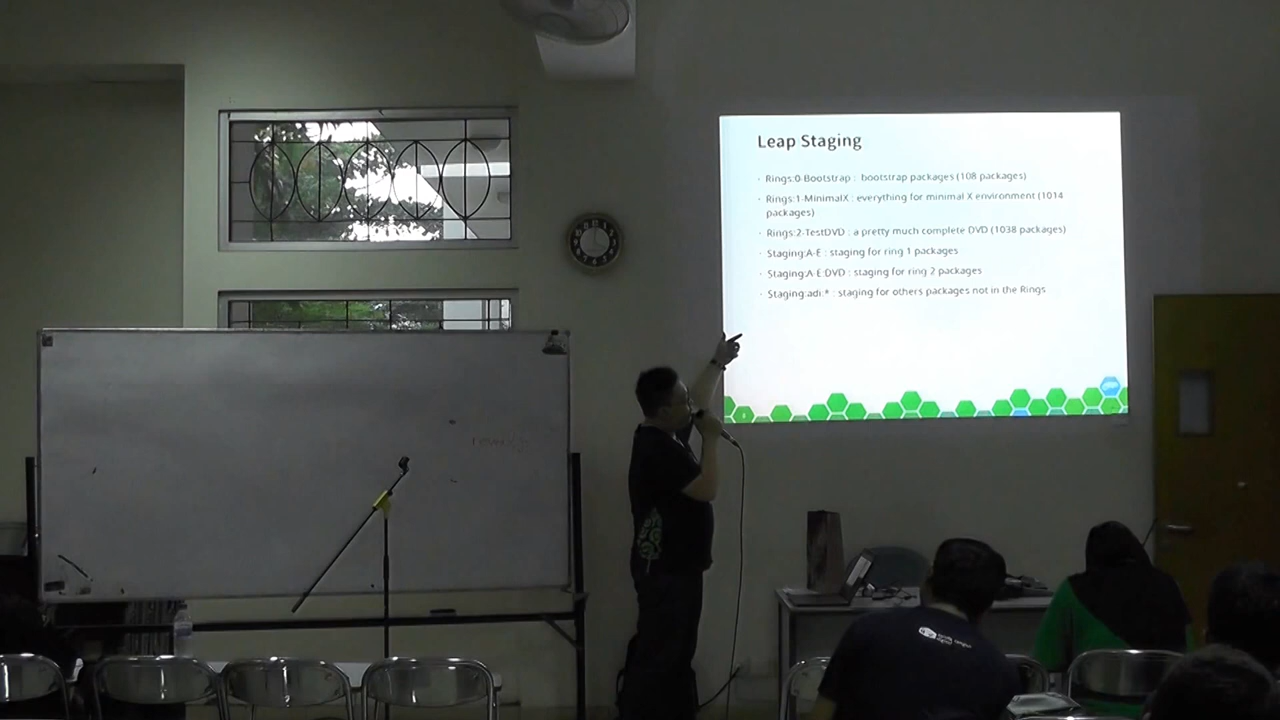 Leap Staging
· Rings:0-Bootstrap : bootstrap packages (108 packages)
· Rings:1-MinimalX : everything for minimal X environment (1014
packages)
· Rings:2-TestDVD : a pretty much complete DVD (1038 packages)
· Staging:A-E : staging for ring 1 packages
· Staging:A-E:DVD : staging for ring 2 packages
· Staging:adi:* : staging for others packages not in the Rings